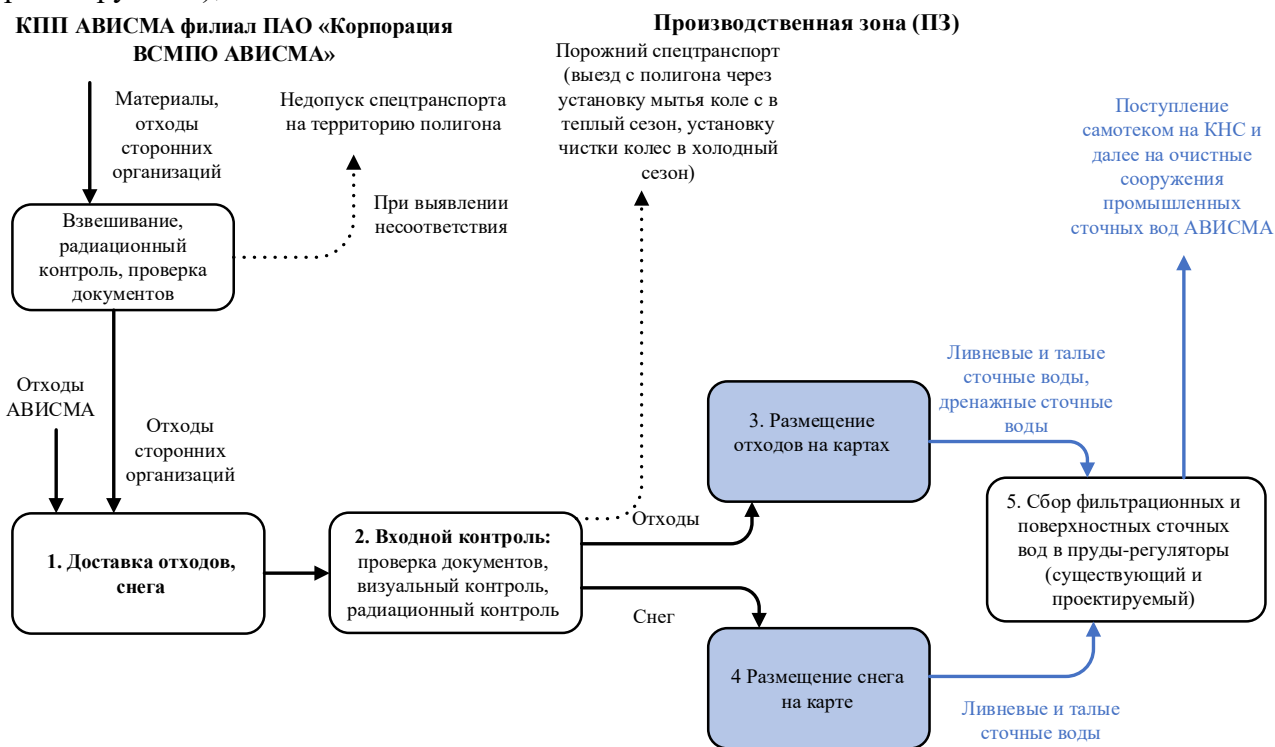 КПП АВИСМА филиал ПАО «Корпорация
ВСМПО АВИСМА»
Производственная зона (ПЗ)
Материалы,
отходы
сторонних
организаций
Недопуск спецтранспорта
на территорию полигона
Порожний спецтранспорт
(выезд с полигона через
установку мытья коле с в
теплый сезон, установку
чистки колес в холодный
сезон)
Поступление
самотеком на КНС и
далее на очистные
сооружения
промышленных
сточных вод АВИСМА
При выявлении
несоответствия
Взвешивание,
радиационный
контроль, проверка
документов
Отходы
АВИСМА
Отходы
сторонних
организаций
1. Доставка отходов,
снега
2. Входной контроль:
проверка документов,
визуальный контроль,
радиационный контроль
Отходы
Снег
3. Размещение
отходов на картах
4 Размещение снега
на карте
Ливневые и талые
сточные воды,
дренажные сточные
воды
5. Сбор фильтрационных и
поверхностных сточных
вод в пруды-регуляторы
(существующий и
проектируемый)
Ливневые и талые
сточные воды